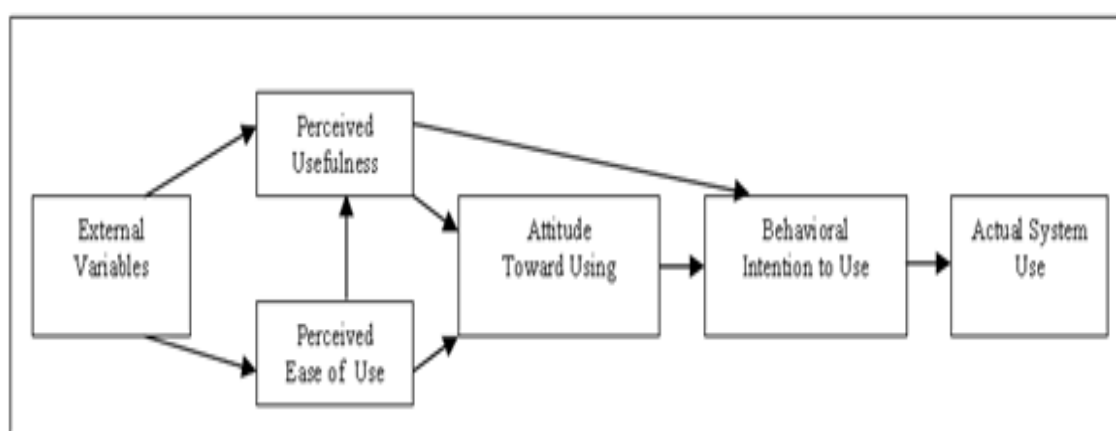 External
Variables
Perceived
Usefulness
Perceived
Ease of Use
Attitude
Toward Using
Behavioral
Intention to Use
Actual System
Use